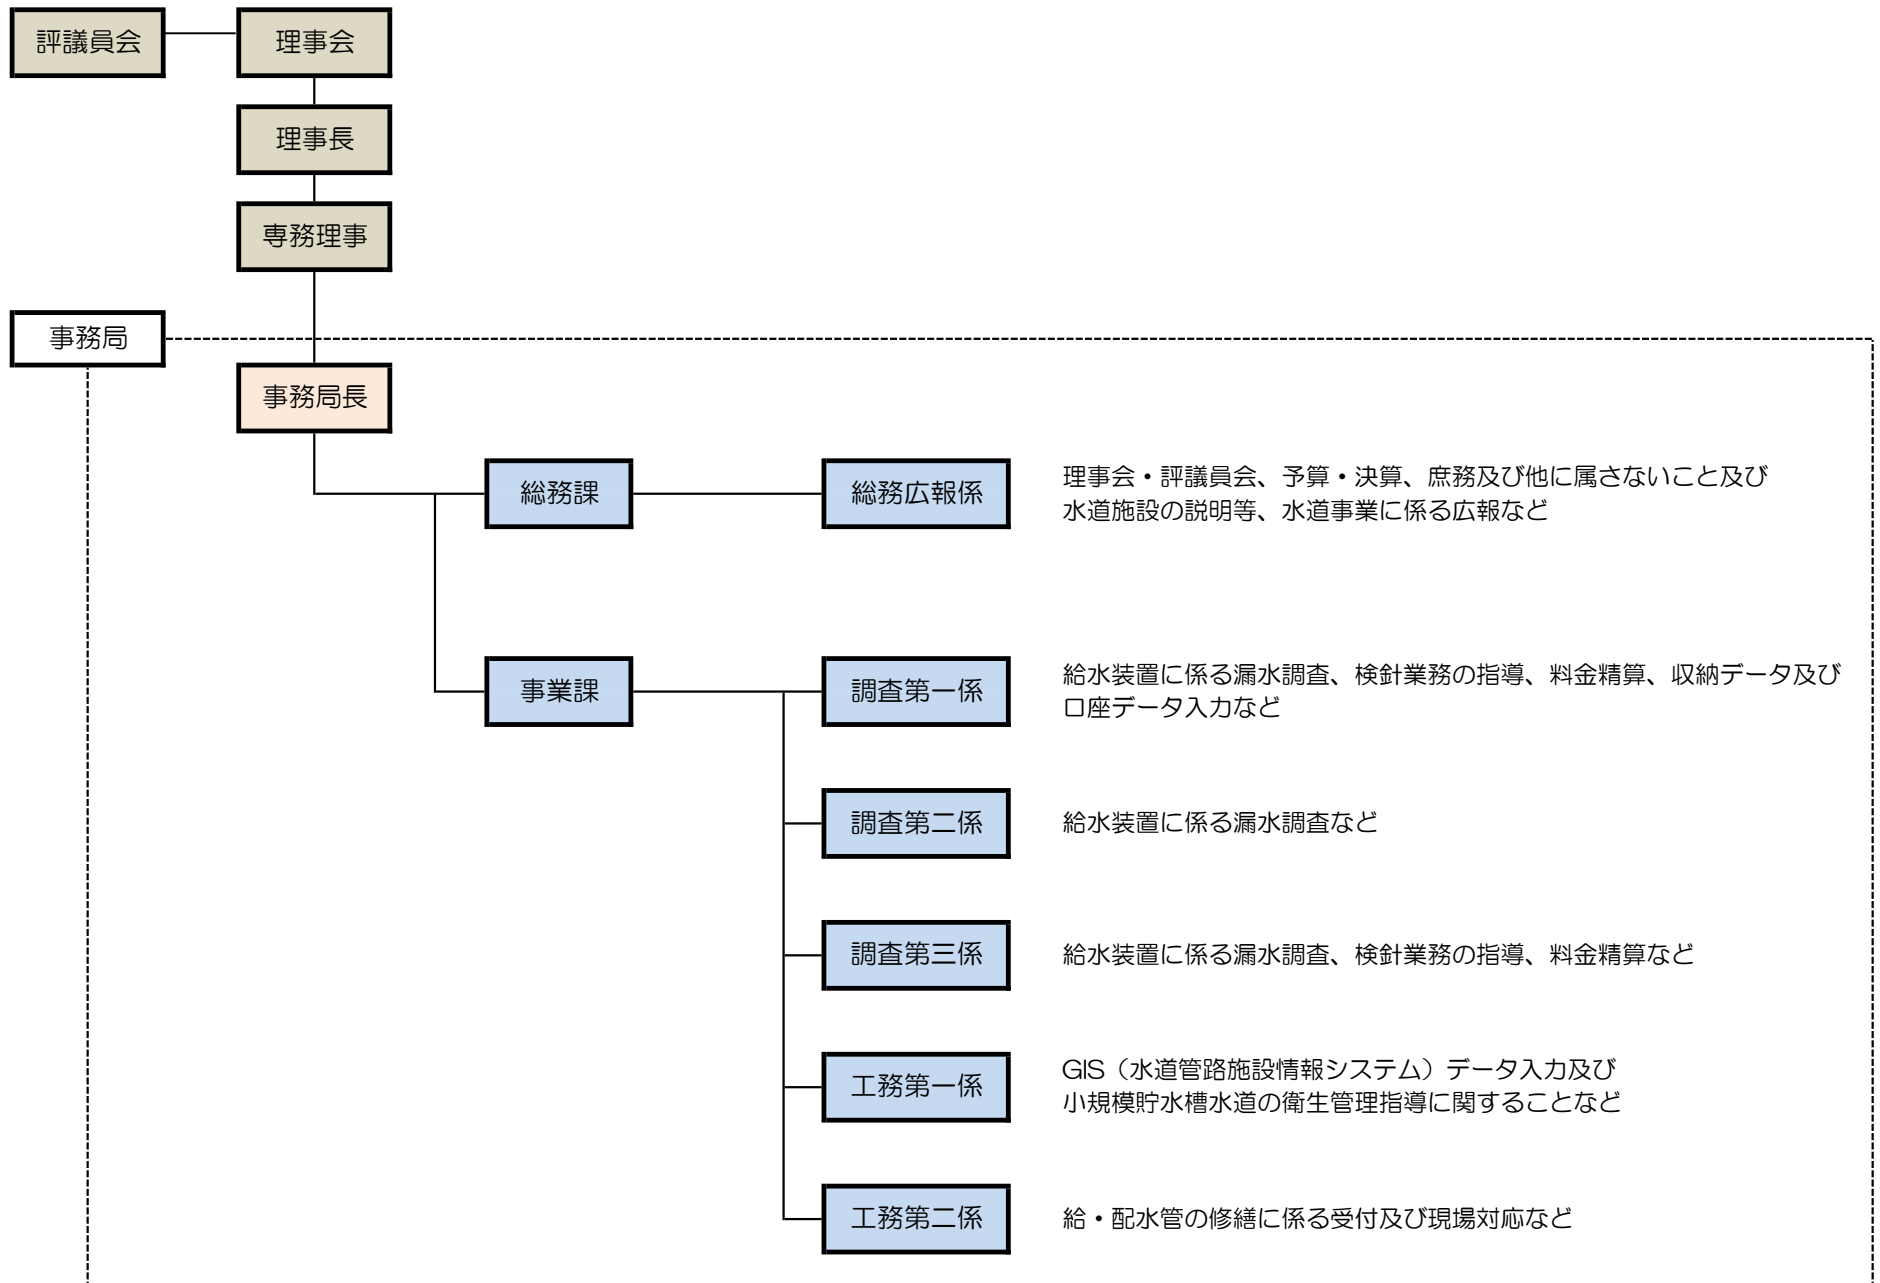 評議員会
理事会
理事長
専務理事
事務局
事務局長
総務課
総務広報係
理事会・評議員会、予算・決算、庶務及び他に属さないこと及び
水道施設の説明等、水道事業に係る広報など
事業課
調査第一係
給水装置に係る漏水調査、検針業務の指導、料金精算、収納データ及び
口座データ入力など
調査第二係
給水装置に係る漏水調査など
調査第三係
給水装置に係る漏水調査、検針業務の指導、料金精算など
工務第一係
GIS（水道管路施設情報システム）データ入力及び
小規模貯水槽水道の衛生管理指導に関することなど
工務第二係
給・配水管の修繕に係る受付及び現場対応など